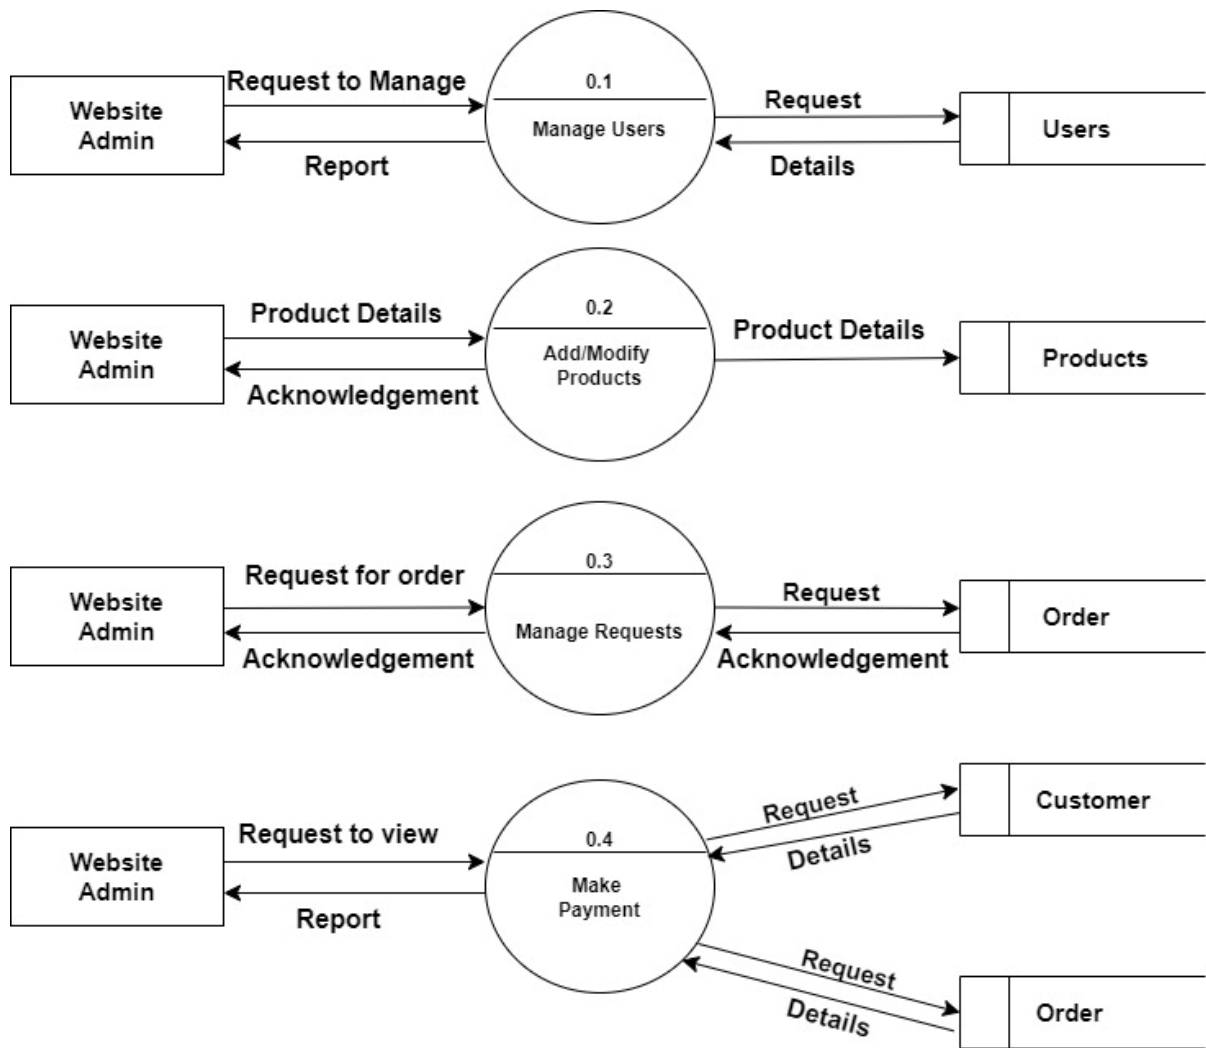 Website
Admin
Request to Manage
Report
0.1
Manage Users
Request
Details
Users
Website
Admin
Product Details
Acknowledgement
0.2
Add/Modify
Products
Product Details
Products
Website
Admin
Request for order
Acknowledgement
0.3
Manage Requests
Request
Acknowledgement
Order
Website
Admin
Request to view
Report
0.4
Make
Payment
Request
Details
Customer
Request
Details
Order